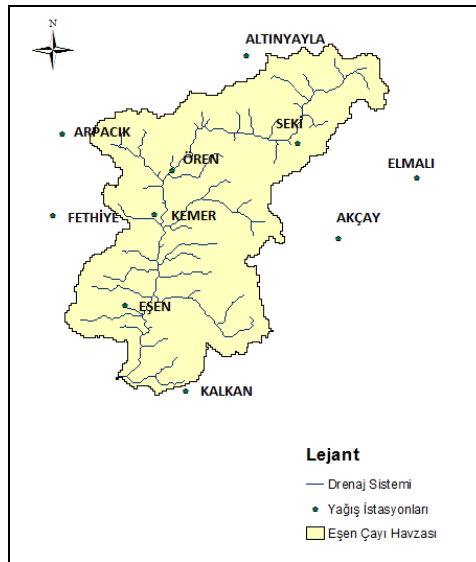 N
ALTINYAYLA
ARPACIK
SEKİ
ÖREN
ELMALI
FETHİYE
KEMER
AKÇAY
EŞEN
KALKAN
Lejant
Drenaj Sistemi
Yağış İstasyonları
Eşen Çayı Havzası